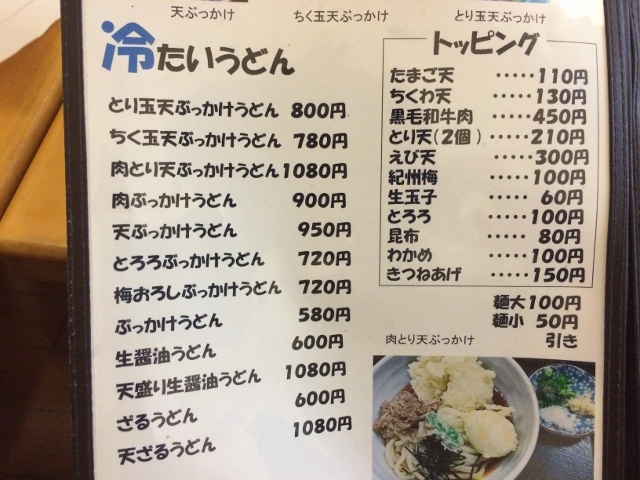 天ぶっかけ
ちく玉天ぶっかけ
とり玉天ぶっかけ
冷たいうどん
とり玉天ぶっかけうどん 800円
ちく玉天ぶっかけうどん 780円
肉とり天ぶっかけうどん 1080円
肉ぶっかけうどん 900円
天ぶっかけうどん 950円
とろろぶっかけうどん 720円
梅おろしぶっかけうどん 720円
ぶっかけうどん 580円
生醤油うどん 600円
天盛り生醤油うどん 1080円
ざるうどん 600円
天ざるうどん 1080円
トッピング
たまご天 ・・・・・110円
ちくわ天 ・・・・・130円
黒毛和牛肉 ・・・・・450円
とり天(2個) ・・・・・210円
えび天 ・・・・・300円
紀州梅 ・・・・・100円
生玉子 ・・・・・60円
とろろ ・・・・・100円
昆布 ・・・・・80円
わかめ ・・・・・100円
きつねあげ ・・・・・150円
麺大100円
麺小 50円
引き
肉とり天ぶっかけ